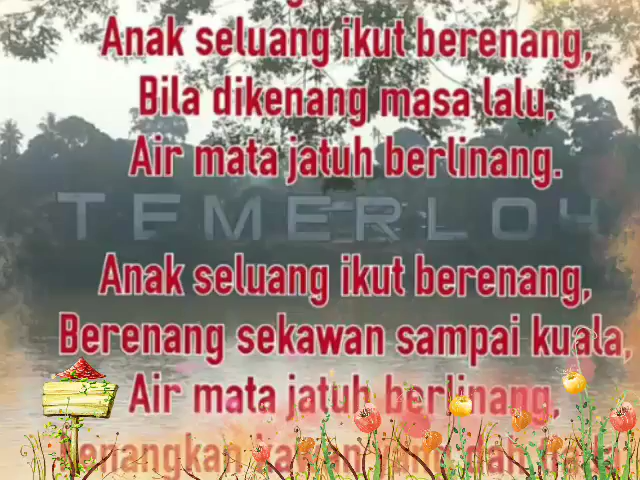 Anak seluang ikut berenang,
Bila dikenang masa lalu,
Air mata jatuh berlinang.
TEMERLOH
Anak seluang ikut berenang,
Berenang sekawan sampai kuala,
Air mata jatuh berlinang,